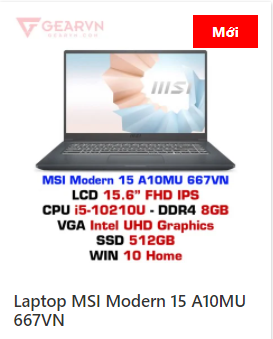 GEARVN
GEARVN.COM
Mới
msi
MSI Modern 15 A10MU 667VN
LCD 15.6” FHD IPS
CPU i5-10210U - DDR4 8GB
VGA Intel UHD Graphics
SSD 512GB
WIN 10 Home
Laptop MSI Modern 15 A10MU
667VN